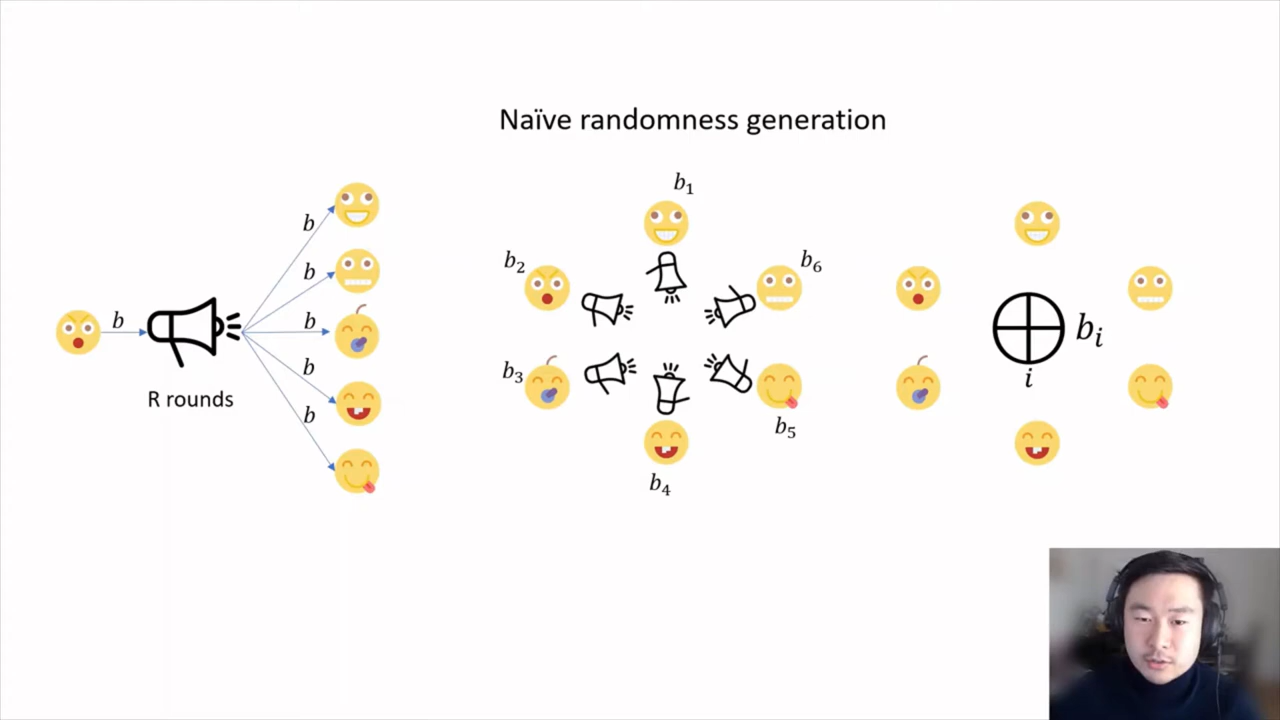 Naïve randomness generation
b
b
b
b
b
b
R rounds
b₁
b₂
b₆
b₃
b₅
b₄
⊕ bᵢ
i